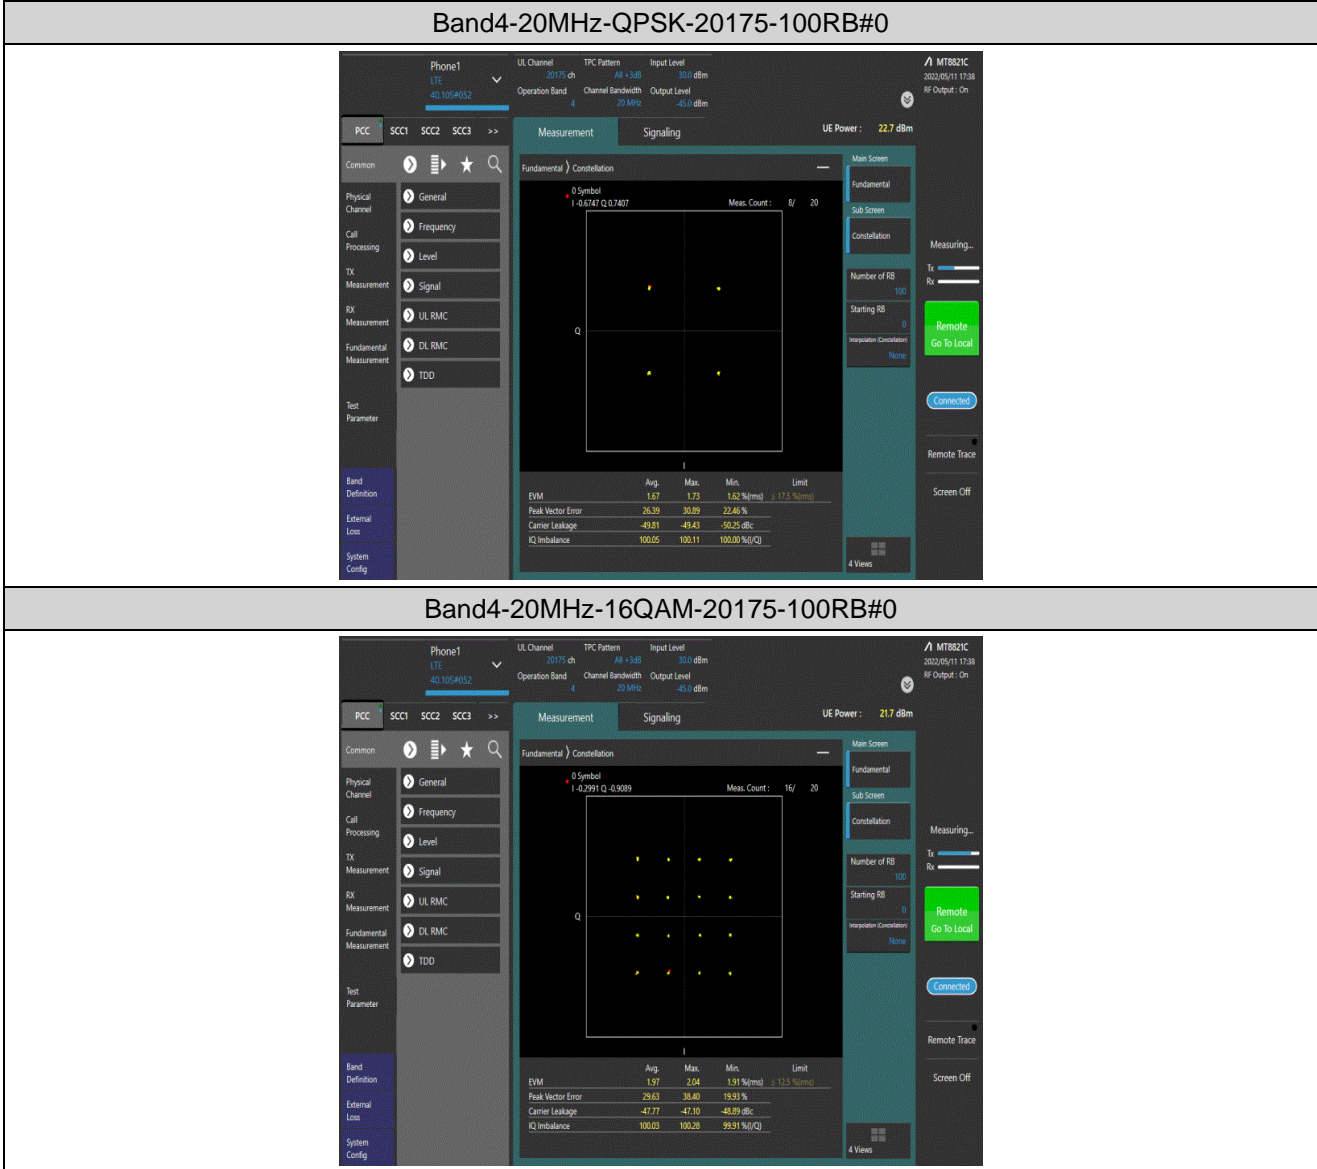 Band4-20MHz-QPSK-20175-100RB#0
Phone1
LTE
40.105#052
UL Channel TPC Pattern Input Level
20175 ch All +3dB 30.0 dBm
Operation Band Channel Bandwidth Output Level
4 20 MHz -45.0 dBm
MT8821C
2022/05/11 17:38
RF Output : On
PCC SCC1 SCC2 SCC3 >>
Measurement Signaling
UE Power : 22.7 dBm
Common
Physical
Channel
Call
Processing
TX
Measurement
RX
Measurement
Fundamental
Measurement
Test
Parameter
Band
Definition
External
Loss
System
Config
General
Frequency
Level
Signal
UL RMC
DL RMC
TDD
Fundamental Constellation
0 Symbol
I -0.6747 Q 0.7407 Meas. Count : 8/ 20
Q
I
Avg. Max. Min. Limit
EVM 1.67 1.73 1.62 %(rms) ≤ 17.5 %(rms)
Peak Vector Error 26.39 30.89 22.46 %
Carrier Leakage -49.81 -49.43 -50.25 dBc
IQ Imbalance 100.05 100.11 100.00 %(I/Q)
Main Screen
Fundamental
Sub Screen
Constellation
Number of RB
100
Starting RB
0
Interpolation (Constellation)
None
4 Views
Measuring...
Tx
Rx
Remote
Go To Local
Connected
Remote Trace
Screen Off
Band4-20MHz-16QAM-20175-100RB#0
Phone1
LTE
40.105#052
UL Channel TPC Pattern Input Level
20175 ch All +3dB 30.0 dBm
Operation Band Channel Bandwidth Output Level
4 20 MHz -45.0 dBm
MT8821C
2022/05/11 17:38
RF Output : On
PCC SCC1 SCC2 SCC3 >>
Measurement Signaling
UE Power : 21.7 dBm
Common
Physical
Channel
Call
Processing
TX
Measurement
RX
Measurement
Fundamental
Measurement
Test
Parameter
Band
Definition
External
Loss
System
Config
General
Frequency
Level
Signal
UL RMC
DL RMC
TDD
Fundamental Constellation
0 Symbol
I -0.2991 Q -0.9089 Meas. Count : 16/ 20
Q
I
Avg. Max. Min. Limit
EVM 1.97 2.04 1.91 %(rms) ≤ 12.5 %(rms)
Peak Vector Error 29.63 38.40 19.93 %
Carrier Leakage -47.77 -47.10 -48.89 dBc
IQ Imbalance 100.03 100.28 99.91 %(I/Q)
Main Screen
Fundamental
Sub Screen
Constellation
Number of RB
100
Starting RB
0
Interpolation (Constellation)
None
4 Views
Measuring...
Tx
Rx
Remote
Go To Local
Connected
Remote Trace
Screen Off